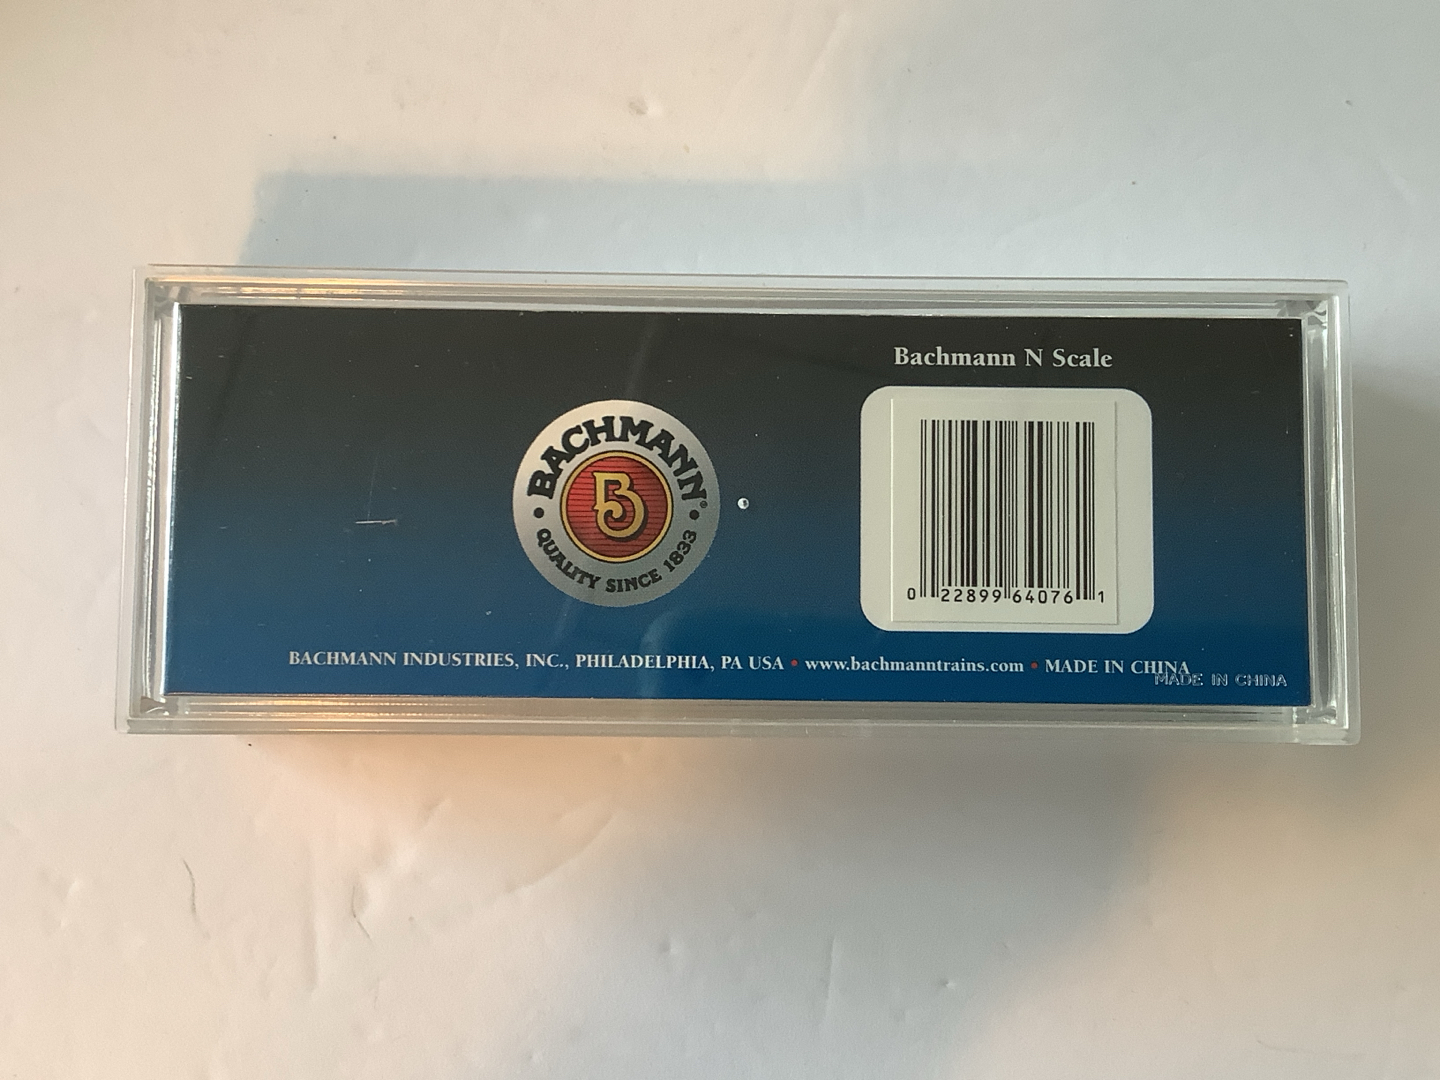 Bachmann N Scale
BACHMANN®
B
• QUALITY SINCE 1833 •
0 22899 64076 1
BACHMANN INDUSTRIES, INC., PHILADELPHIA, PA USA • www.bachmanntrains.com • MADE IN CHINA
MADE IN CHINA